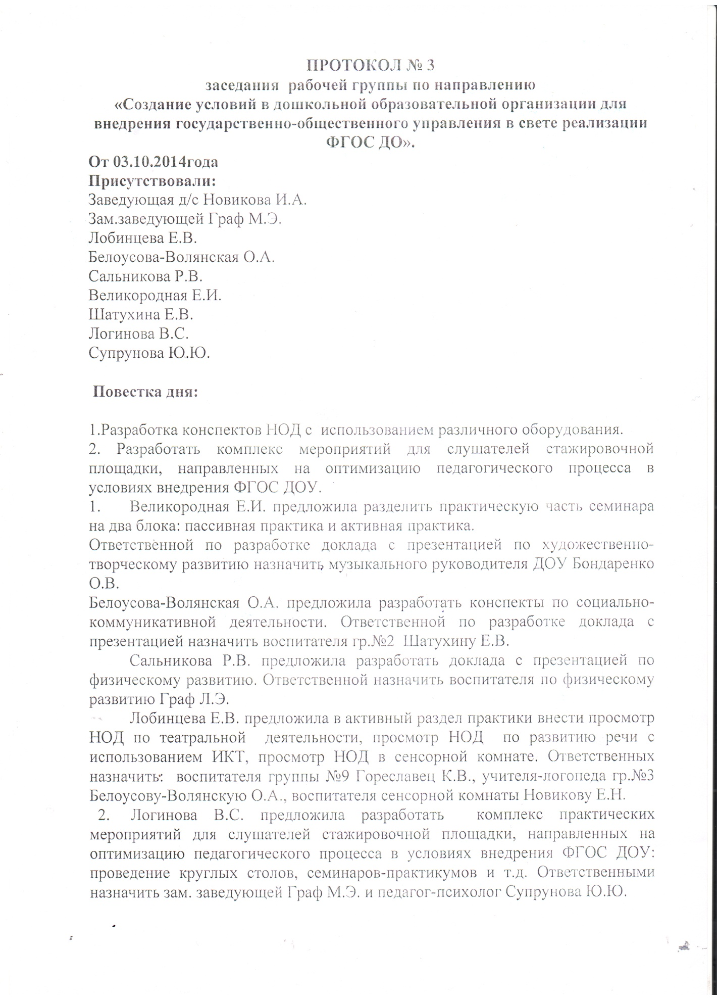 ПРОТОКОЛ № 3
заседания рабочей группы по направлению
«Создание условий в дошкольной образовательной организации для
внедрения государственно-общественного управления в свете реализации
ФГОС ДО».
От 03.10.2014года
Присутствовали:
Заведующая д/с Новикова И.А.
Зам.заведующей Граф М.Э.
Лобинцева Е.В.
Белоусова-Волянская О.А.
Сальникова Р.В.
Великородная Е.И.
Шатухина Е.В.
Логинова В.С.
Супрунова Ю.Ю.
Повестка дня:
1.Разработка конспектов НОД с использованием различного оборудования.
2. Разработать комплекс мероприятий для слушателей стажировочной
площадки, направленных на оптимизацию педагогического процесса в
условиях внедрения ФГОС ДОУ.
1. Великородная Е.И. предложила разделить практическую часть семинара
на два блока: пассивная практика и активная практика.
Ответственной по разработке доклада с презентацией по художественно-
творческому развитию назначить музыкального руководителя ДОУ Бондаренко
О.В.
Белоусова-Волянская О.А. предложила разработать конспекты по социально-
коммуникативной деятельности. Ответственной по разработке доклада с
презентацией назначить воспитателя гр.№2 Шатухину Е.В.
Сальникова Р.В. предложила разработать доклада с презентацией по
физическому развитию. Ответственной назначить воспитателя по физическому
развитию Граф Л.Э.
Лобинцева Е.В. предложила в активный раздел практики внести просмотр
НОД по театральной деятельности, просмотр НОД по развитию речи с
использованием ИКТ, просмотр НОД в сенсорной комнате. Ответственных
назначить: воспитателя группы №9 Гореславец К.В., учителя-логопеда гр.№3
Белоусову-Волянскую О.А., воспитателя сенсорной комнаты Новикову Е.Н.
2. Логинова В.С. предложила разработать комплекс практических
мероприятий для слушателей стажировочной площадки, направленных на
оптимизацию педагогического процесса в условиях внедрения ФГОС ДОУ:
проведение круглых столов, семинаров-практикумов и т.д. Ответственными
назначить зам. заведующей Граф М.Э. и педагог-психолог Супрунова Ю.Ю.